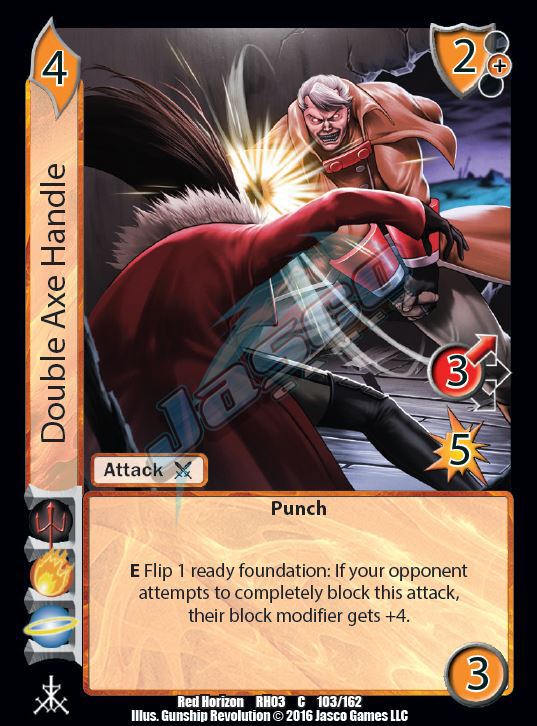 4
2
+
Double Axe Handle
Jasco
3
5
Attack
Punch
E Flip 1 ready foundation: If your opponent
attempts to completely block this attack,
their block modifier gets +4.
3
Red Horizon RH03 C 103/162
Illus. Gunship Revolution © 2016 Jasco Games LLC